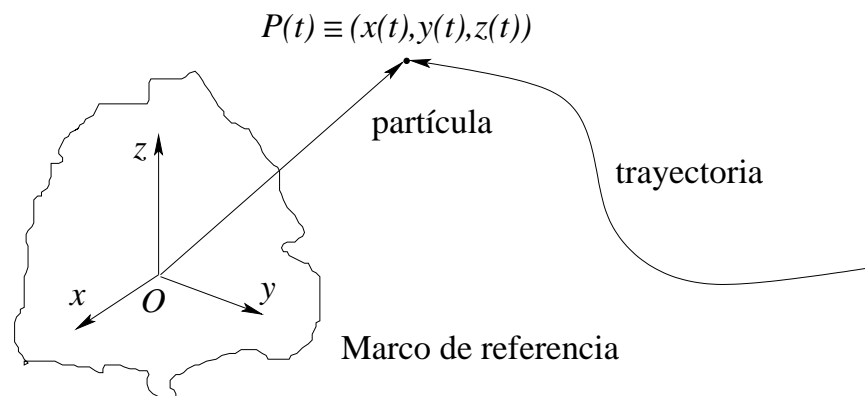 P(t) ≡ (x(t),y(t),z(t))
partícula
z
trayectoria
x
O
y
Marco de referencia